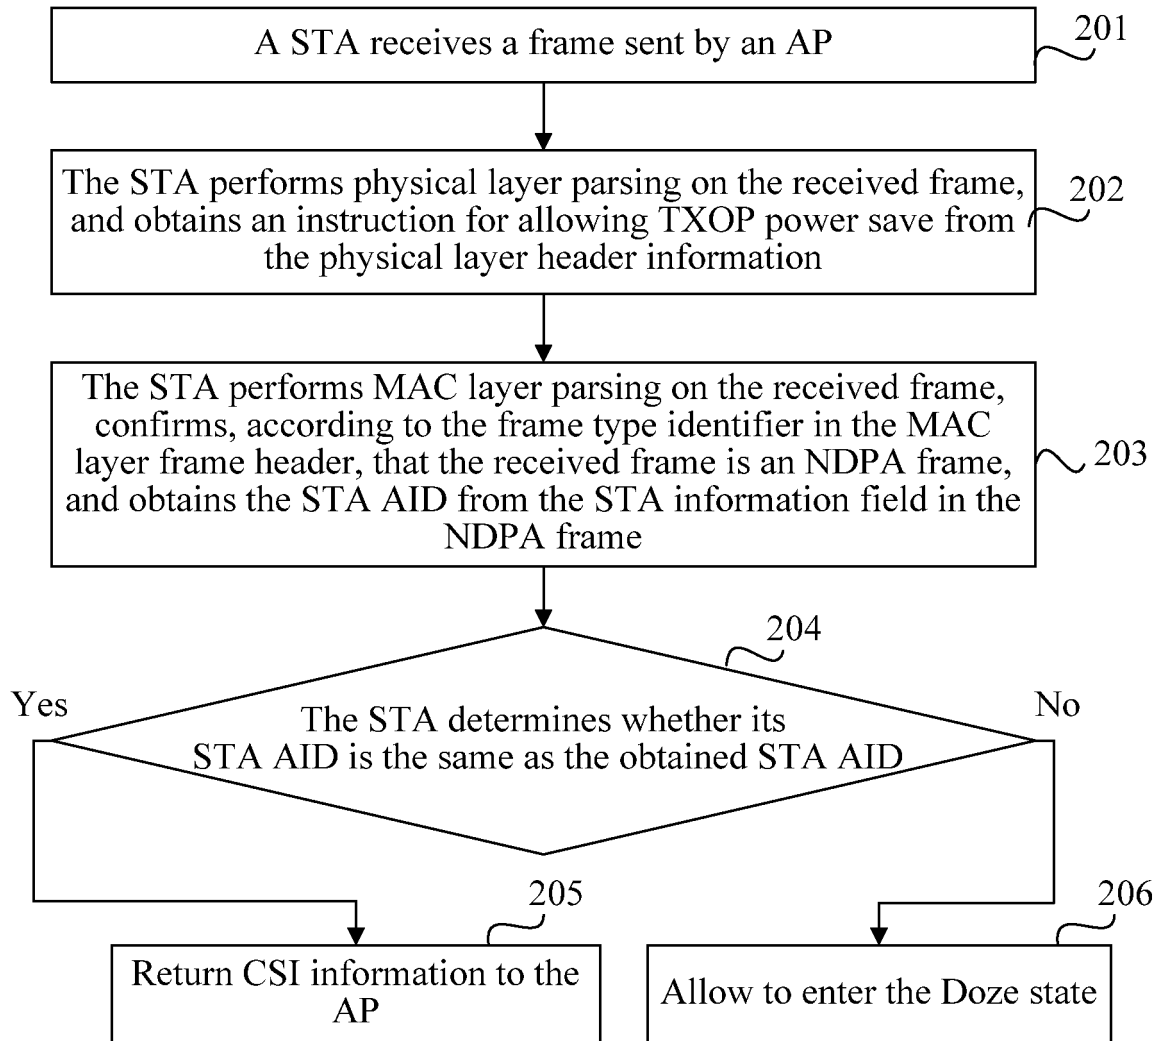 A STA receives a frame sent by an AP
201
The STA performs physical layer parsing on the received frame,
and obtains an instruction for allowing TXOP power save from
the physical layer header information
202
The STA performs MAC layer parsing on the received frame,
confirms, according to the frame type identifier in the MAC
layer frame header, that the received frame is an NDPA frame,
and obtains the STA AID from the STA information field in the
NDPA frame
203
204
Yes
No
The STA determines whether its
STA AID is the same as the obtained STA AID
205
Return CSI information to the
AP
206
Allow to enter the Doze state